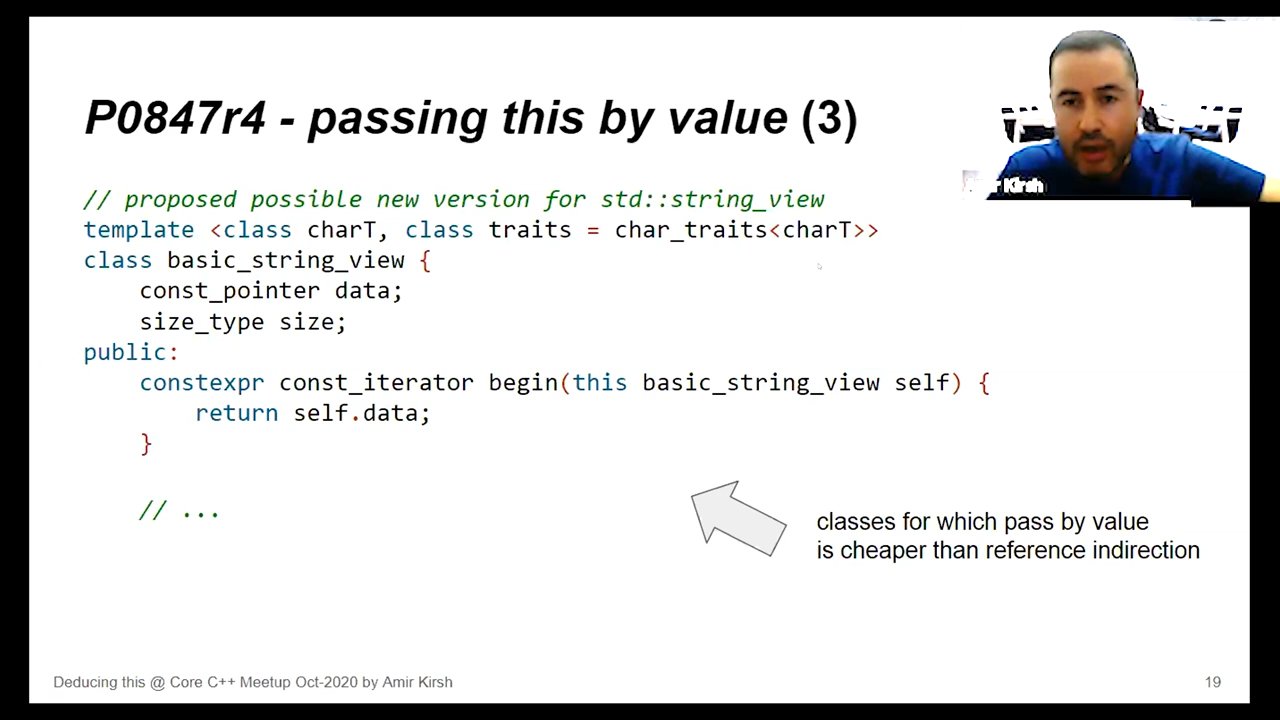 P0847r4 - passing this by value (3)
Amir Kirsh
// proposed possible new version for std::string_view
template <class charT, class traits = char_traits<charT>>
class basic_string_view {
    const_pointer data;
    size_type size;
public:
    constexpr const_iterator begin(this basic_string_view self) {
        return self.data;
    }
    // ...
classes for which pass by value
is cheaper than reference indirection
Deducing this @ Core C++ Meetup Oct-2020 by Amir Kirsh
19